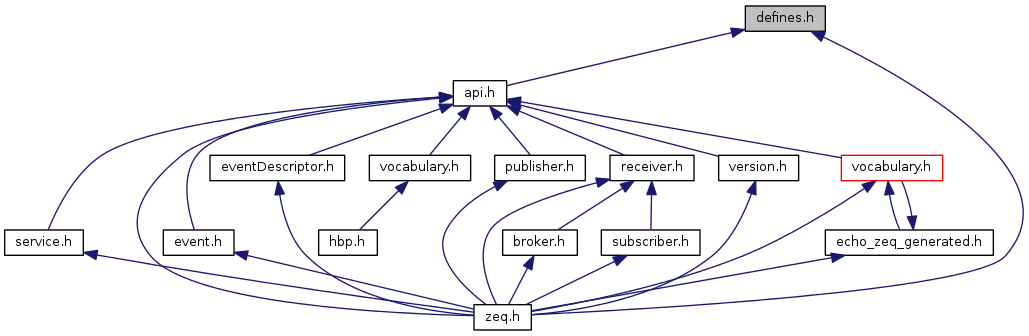 defines.h
api.h
eventDescriptor.h
vocabulary.h
publisher.h
receiver.h
version.h
vocabulary.h
service.h
event.h
hbp.h
broker.h
subscriber.h
echo_zeq_generated.h
zeq.h